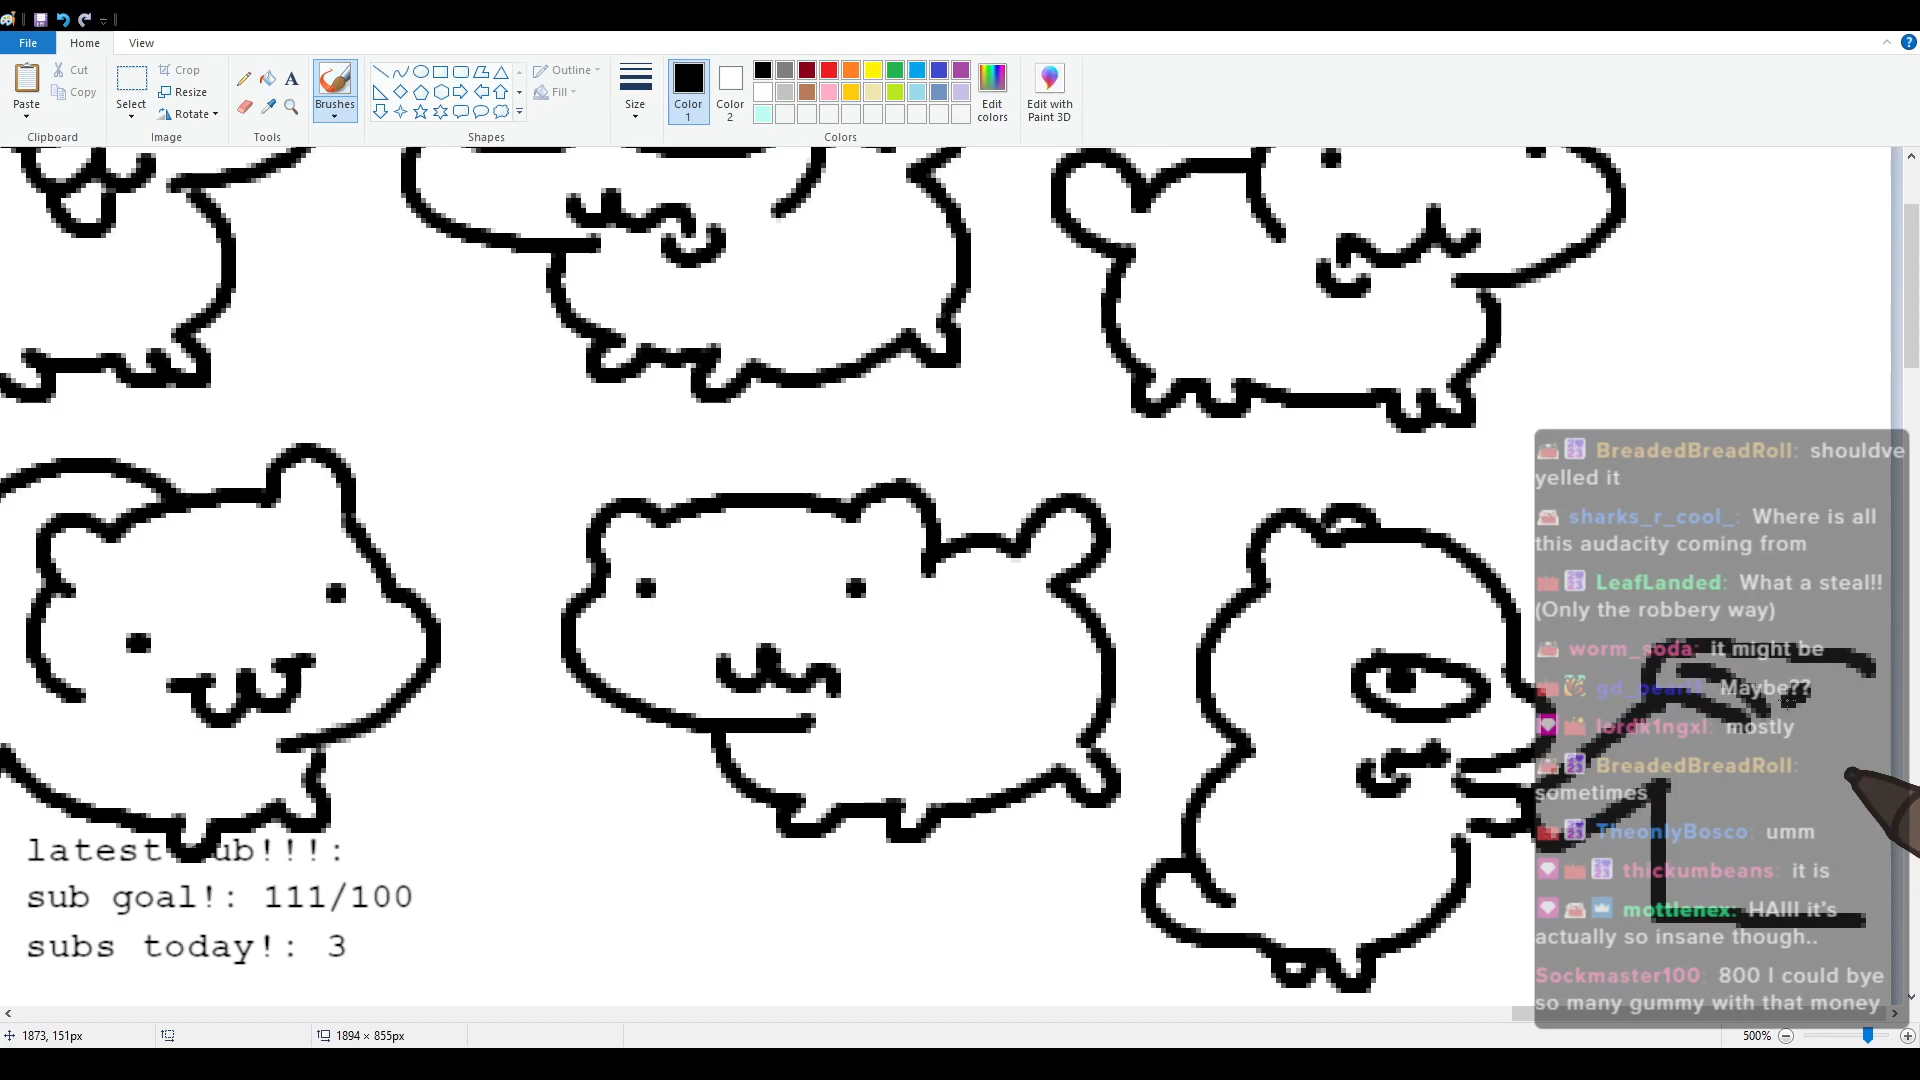 File Home View
Paste Cut Copy Clipboard
Select Crop Resize Rotate Image
Tools
Brushes
Shapes Outline Fill
Size
Color 1 Color 2 Edit colors Colors
Edit with Paint 3D
BreadedBreadRoll: shouldve
yelled it
sharks_r_cool_: Where is all
this audacity coming from
LeafLanded: What a steal!!
(Only the robbery way)
worm_soda: it might be
Maybe??
lordk1ngxl: mostly
BreadedBreadRoll:
sometimes
TheonlyBosco: umm
thickumbeans: it is
mottlenex: HAIII it's
actually so insane though..
Sockmaster100: 800 I could bye
so many gummy with that money
latest sub!!!:
sub goal!: 111/100
subs today!: 3
1873, 151px 1894 × 855px 500%